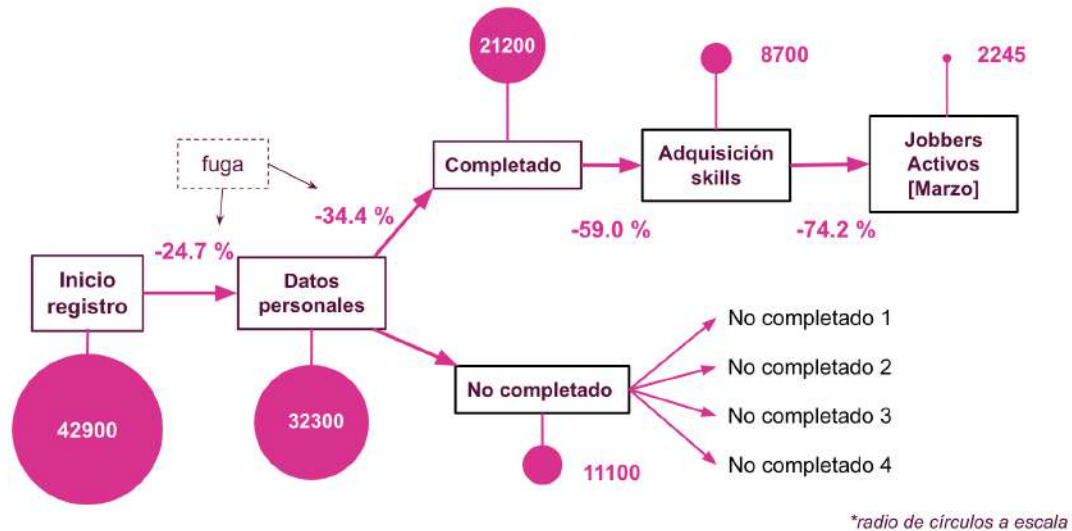 21200
8700
2245
Completado
Adquisición
skills
Jobbers
Activos
[Marzo]
fuga
-34.4 %
-59.0 %
-74.2 %
-24.7 %
Inicio
registro
Datos
personales
No completado 1
No completado 2
No completado 3
No completado 4
No completado
42900
32300
11100
*radio de círculos a escala